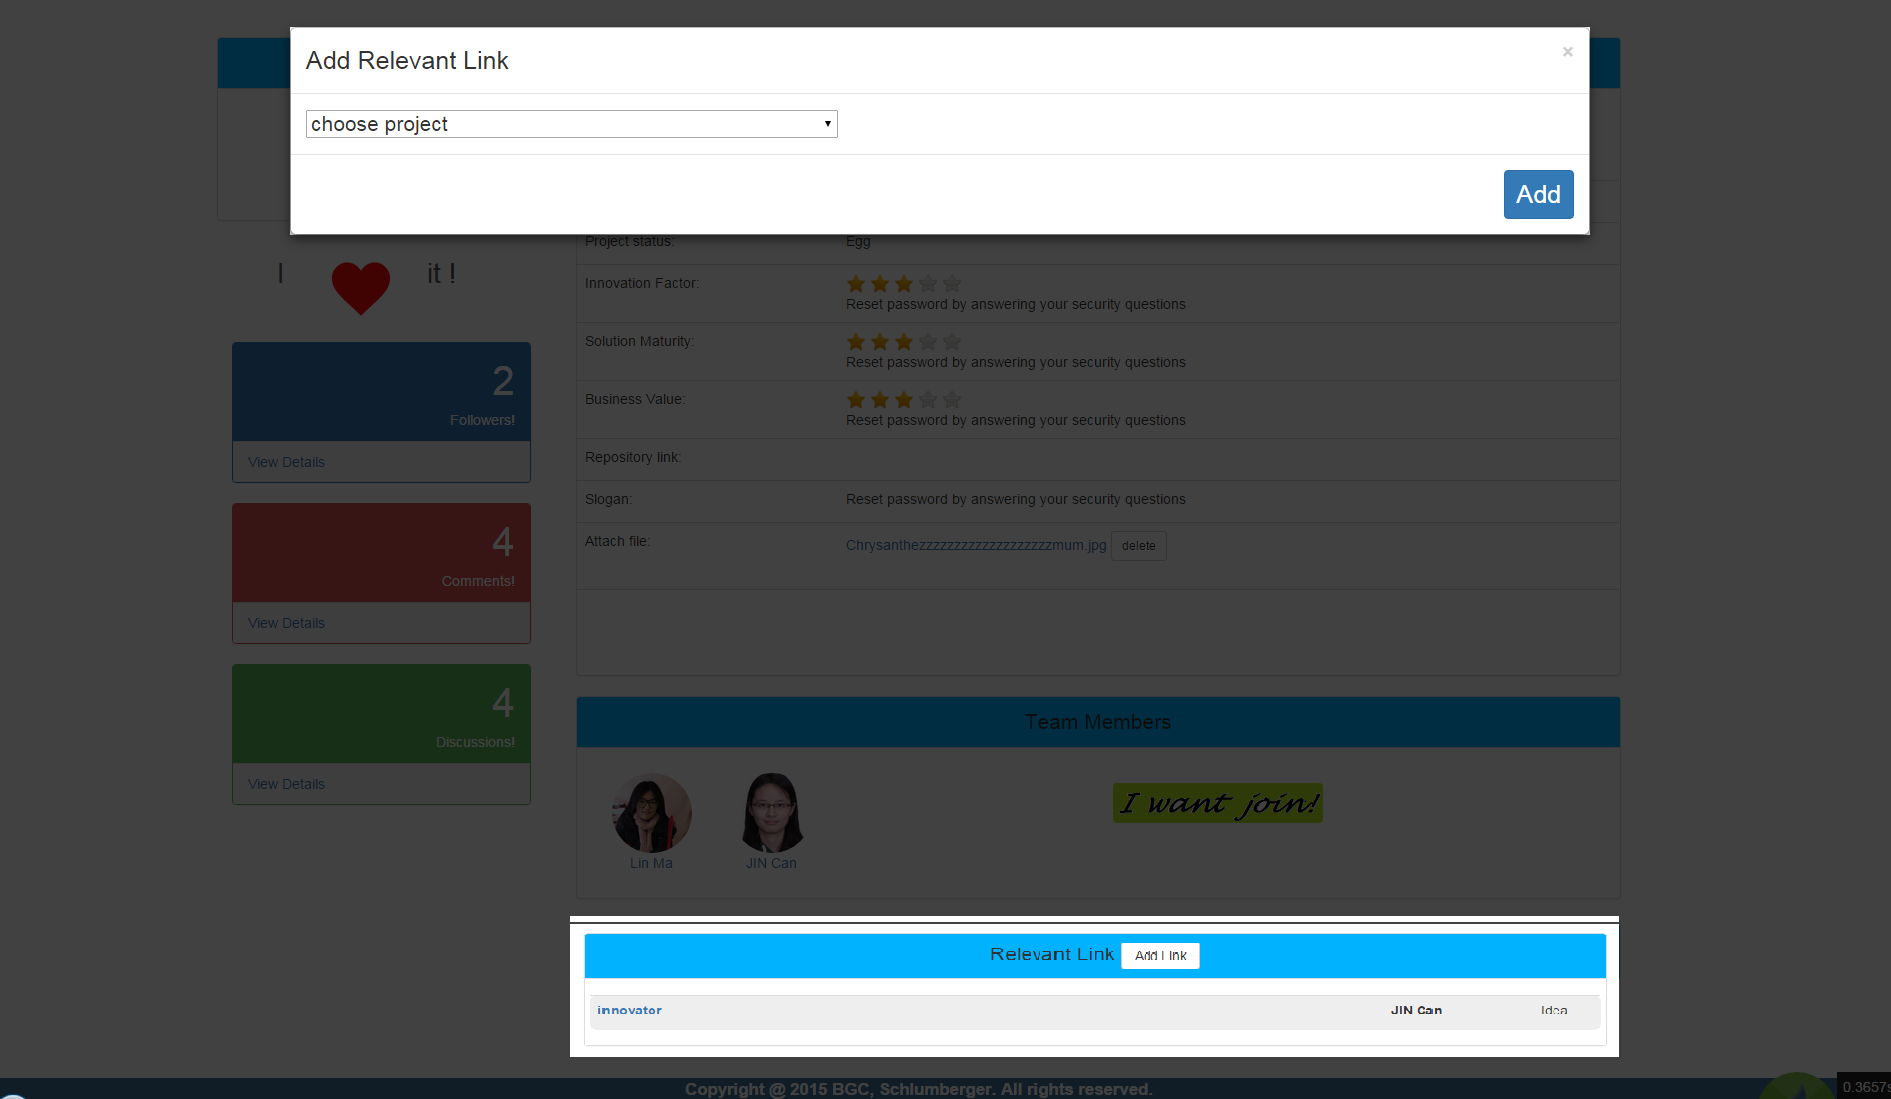 Add Relevant Link ×
choose project
Add
Project status: Egg
I it !
Innovation Factor:
Reset password by answering your security questions
Solution Maturity:
Reset password by answering your security questions
Business Value:
Reset password by answering your security questions
Repository link:
Slogan: Reset password by answering your security questions
Attach file: Chrysanthezzzzzzzzzzzzzzzzzzzmum.jpg delete
2
Followers!
View Details
4
Comments!
View Details
4
Discussions!
View Details
Team Members
I want join!
Lin Ma JIN Can
Relevant Link Add Link
innovator JIN Can Idea
Copyright @ 2015 BGC, Schlumberger. All rights reserved.
0.3657s